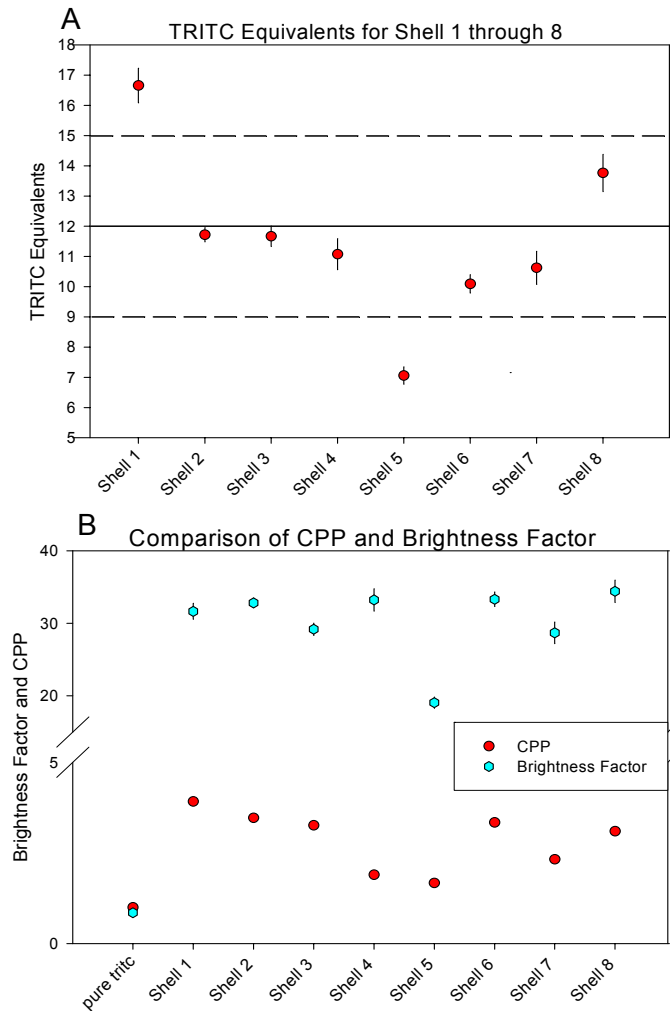 A
TRITC Equivalents for Shell 1 through 8
TRITC Equivalents
18
17
16
15
14
13
12
11
10
9
8
7
6
5
Shell 1
Shell 2
Shell 3
Shell 4
Shell 5
Shell 6
Shell 7
Shell 8
B
Comparison of CPP and Brightness Factor
Brightness Factor and CPP
40
30
20
5
0
CPP
Brightness Factor
pure tritc
Shell 1
Shell 2
Shell 3
Shell 4
Shell 5
Shell 6
Shell 7
Shell 8